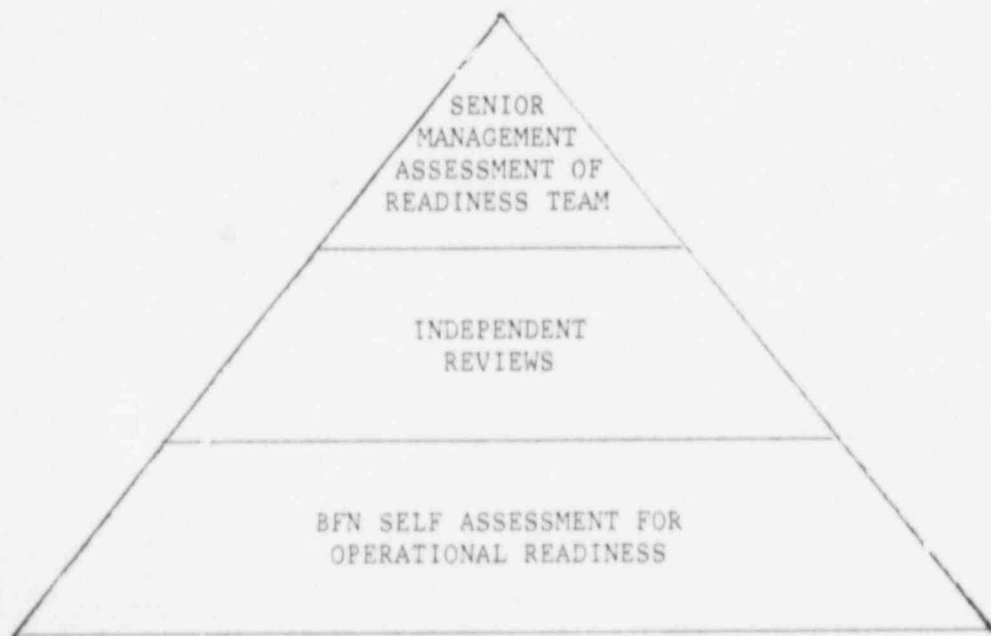 SENIOR
MANAGEMENT
ASSESSMENT OF
READINESS TEAM
INDEPENDENT
REVIEWS
BFN SELF ASSESSMENT FOR
OPERATIONAL READINESS